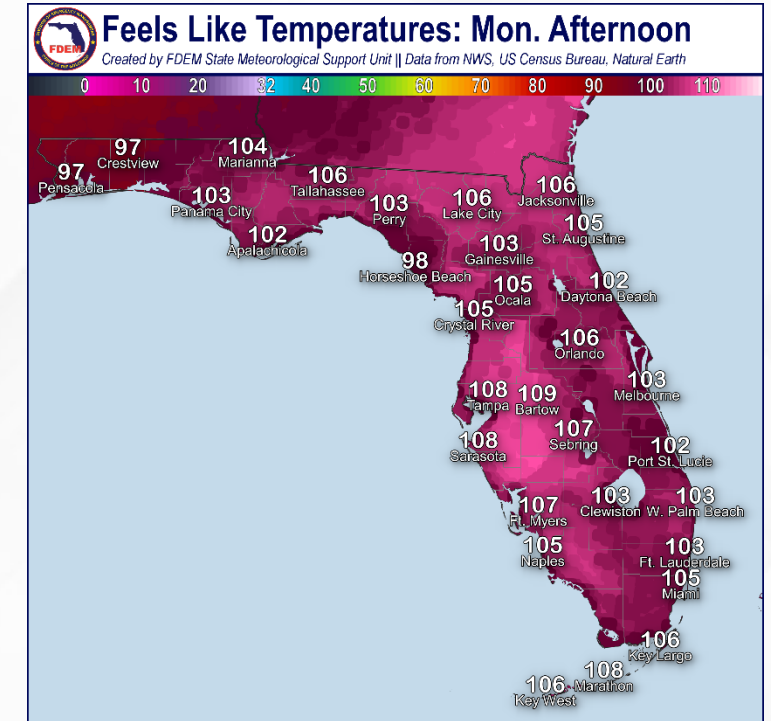 FDEM
Feels Like Temperatures: Mon. Afternoon
Created by FDEM State Meteorological Support Unit || Data from NWS, US Census Bureau, Natural Earth
0 10 20 32 40 50 60 70 80 90 100 110
97
Crestview
104
Marianna
97
Pensacola
106
Tallahassee
103
Panama City
103
Perry
106
Lake City
106
Jacksonville
105
St. Augustine
102
Apalachicola
103
Gainesville
98
Horseshoe Beach
105
Ocala
102
Daytona Beach
105
Crystal River
106
Orlando
103
Melbourne
108
Tampa
109
Bartow
107
Sebring
108
Sarasota
102
Port St. Lucie
107
Ft. Myers
103
Clewiston
103
W. Palm Beach
105
Naples
103
Ft. Lauderdale
105
Miami
106
Key Largo
108
Marathon
106
Key West